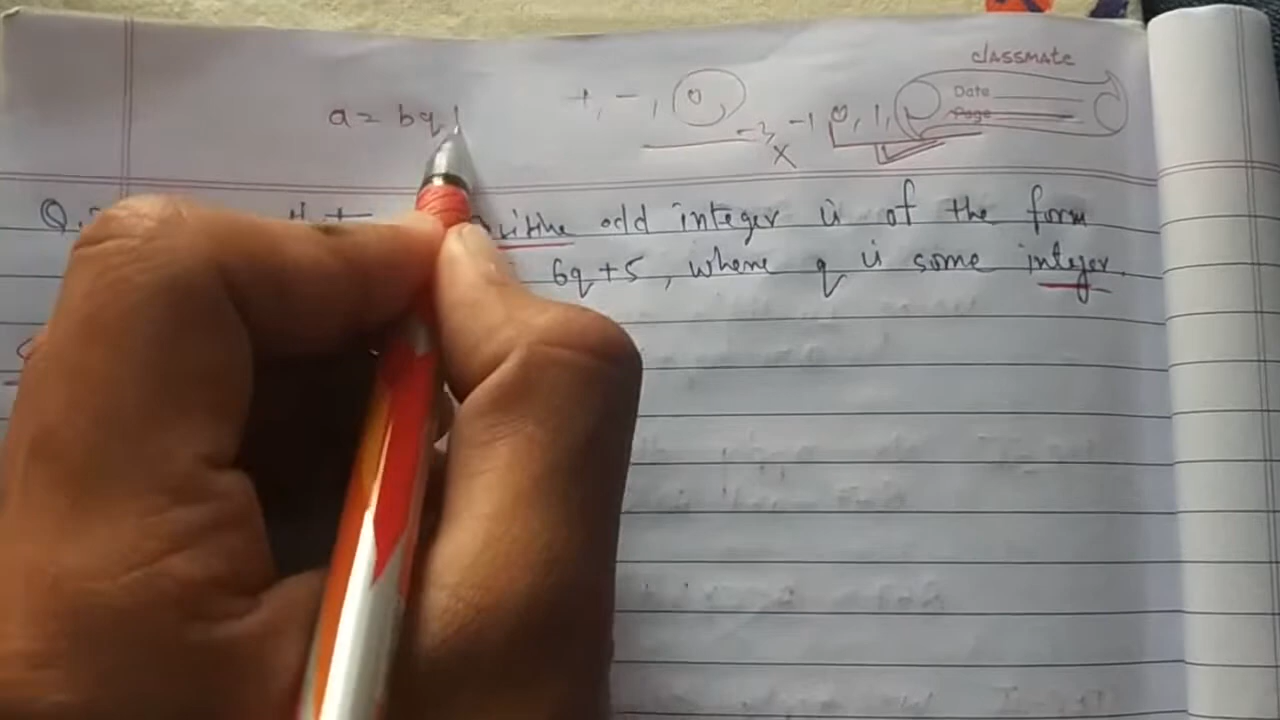 classmate
Date
Page
+, -, 0,
a = bq
-3, -1 0, 1,
x
Q. odd integer is of the form
6q+5, where q is some integer.